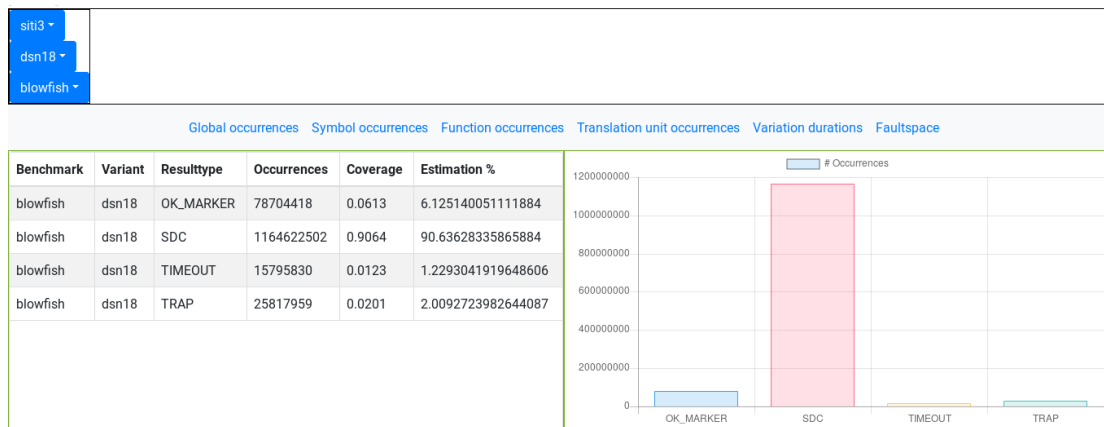 siti3
dsn18
blowfish
Global occurrences Symbol occurrences Function occurrences Translation unit occurrences Variation durations Faultspace
Benchmark Variant Resulttype Occurrences Coverage Estimation %
blowfish dsn18 OK_MARKER 78704418 0.0613 6.125140051111884
blowfish dsn18 SDC 1164622502 0.9064 90.63628335865884
blowfish dsn18 TIMEOUT 15795830 0.0123 1.2293041919648606
blowfish dsn18 TRAP 25817959 0.0201 2.0092723982644087
# Occurrences
1200000000
1000000000
800000000
600000000
400000000
200000000
0
OK_MARKER SDC TIMEOUT TRAP